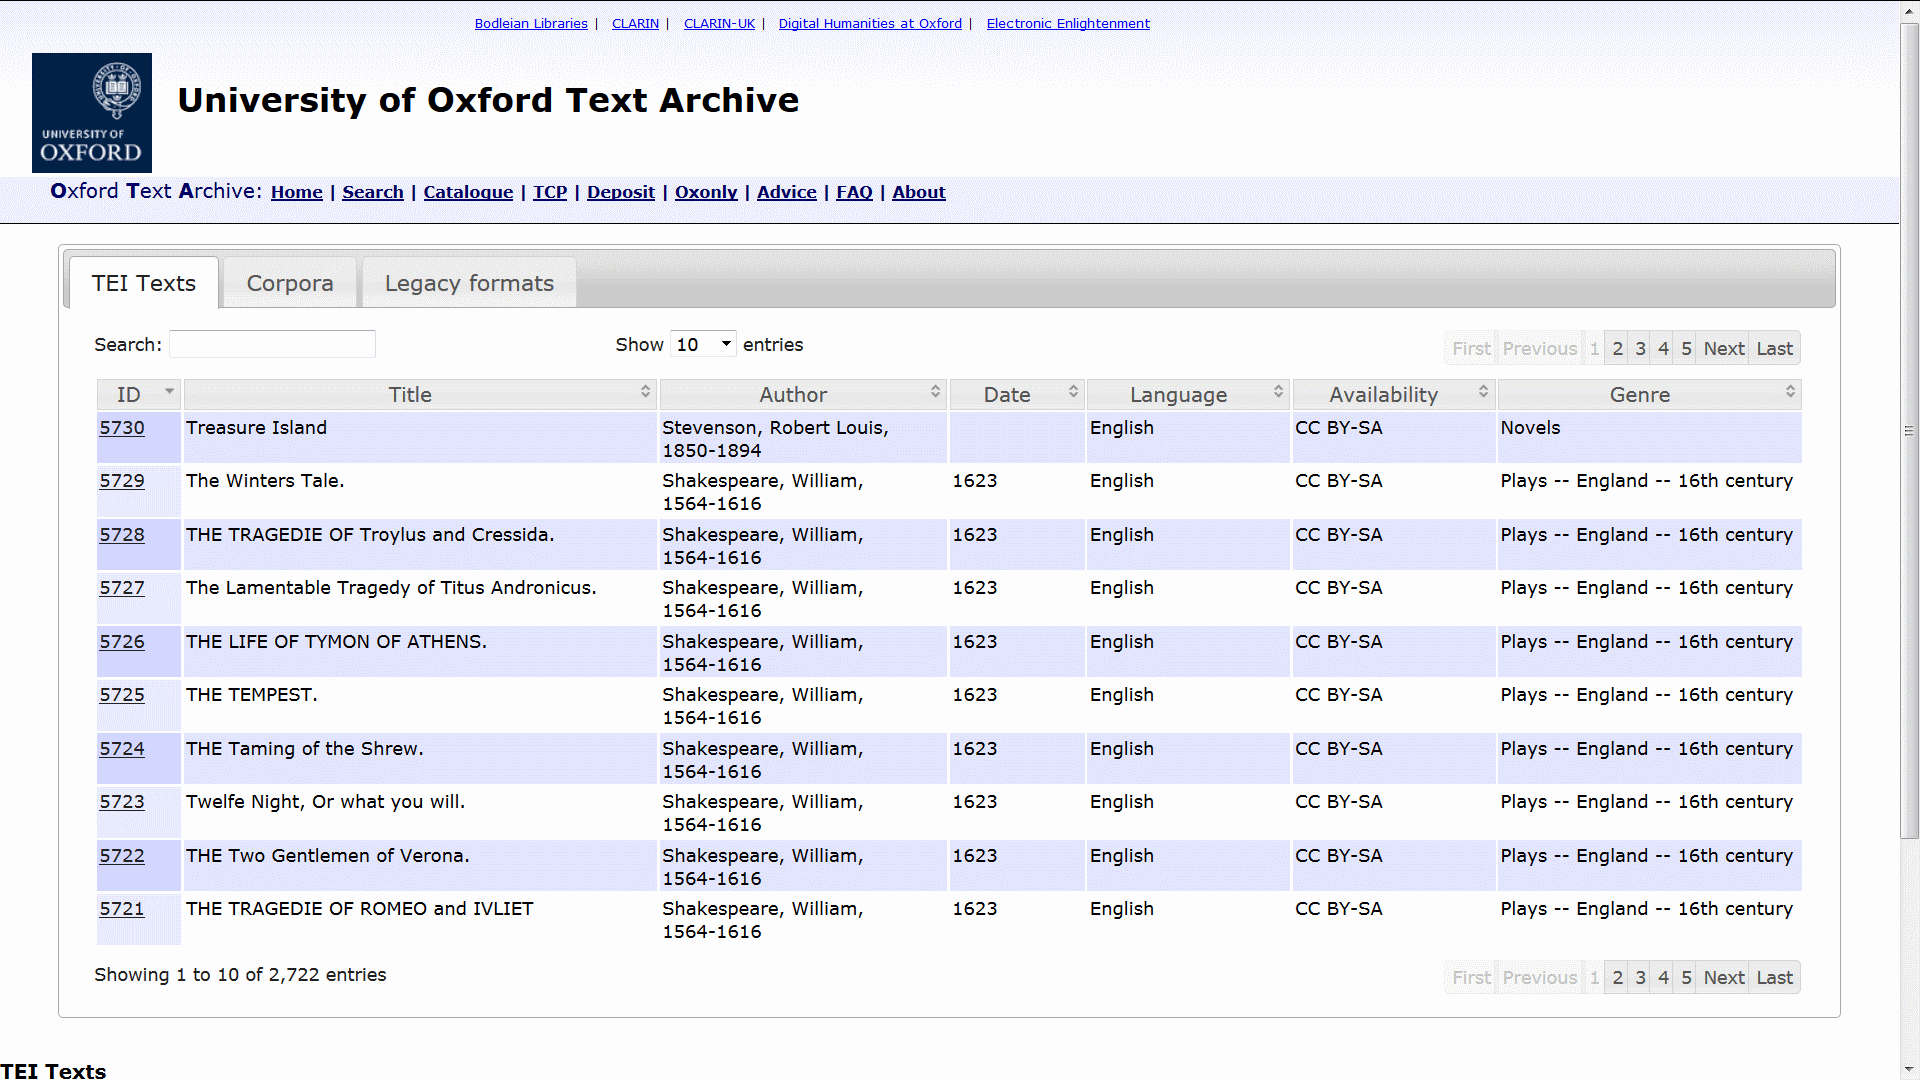 Bodleian Libraries | CLARIN | CLARIN-UK | Digital Humanities at Oxford | Electronic Enlightenment
UNIVERSITY OF
OXFORD
University of Oxford Text Archive
Oxford Text Archive: Home | Search | Catalogue | TCP | Deposit | Oxonly | Advice | FAQ | About
TEI Texts Corpora Legacy formats
Search: Show 10 entries First Previous 1 2 3 4 5 Next Last
ID Title Author Date Language Availability Genre
5730 Treasure Island Stevenson, Robert Louis, English CC BY-SA Novels
1850-1894
5729 The Winters Tale. Shakespeare, William, 1623 English CC BY-SA Plays -- England -- 16th century
1564-1616
5728 THE TRAGEDIE OF Troylus and Cressida. Shakespeare, William, 1623 English CC BY-SA Plays -- England -- 16th century
1564-1616
5727 The Lamentable Tragedy of Titus Andronicus. Shakespeare, William, 1623 English CC BY-SA Plays -- England -- 16th century
1564-1616
5726 THE LIFE OF TYMON OF ATHENS. Shakespeare, William, 1623 English CC BY-SA Plays -- England -- 16th century
1564-1616
5725 THE TEMPEST. Shakespeare, William, 1623 English CC BY-SA Plays -- England -- 16th century
1564-1616
5724 THE Taming of the Shrew. Shakespeare, William, 1623 English CC BY-SA Plays -- England -- 16th century
1564-1616
5723 Twelfe Night, Or what you will. Shakespeare, William, 1623 English CC BY-SA Plays -- England -- 16th century
1564-1616
5722 THE Two Gentlemen of Verona. Shakespeare, William, 1623 English CC BY-SA Plays -- England -- 16th century
1564-1616
5721 THE TRAGEDIE OF ROMEO and IVLIET Shakespeare, William, 1623 English CC BY-SA Plays -- England -- 16th century
1564-1616
Showing 1 to 10 of 2,722 entries First Previous 1 2 3 4 5 Next Last
TEI Texts